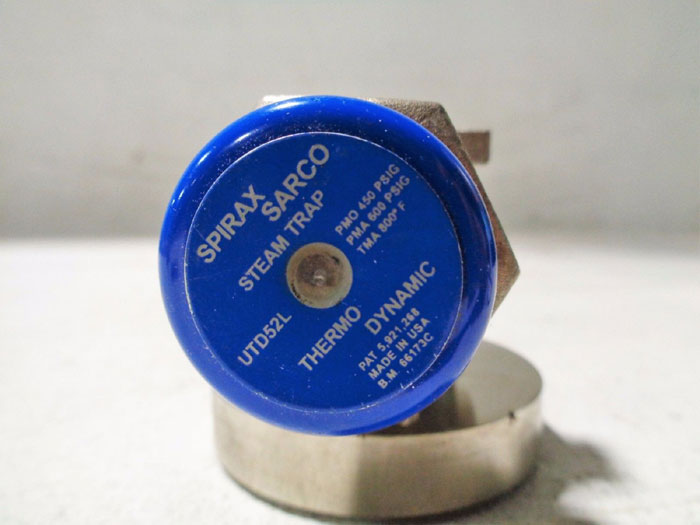 SPIRAX
SARCO
STEAM TRAP
PMO 450 PSIG
PMA 600 PSIG
TMA 800° F
UTD52L
THERMO
DYNAMIC
PAT 5,921,268
MADE IN USA
B.M. 66173C